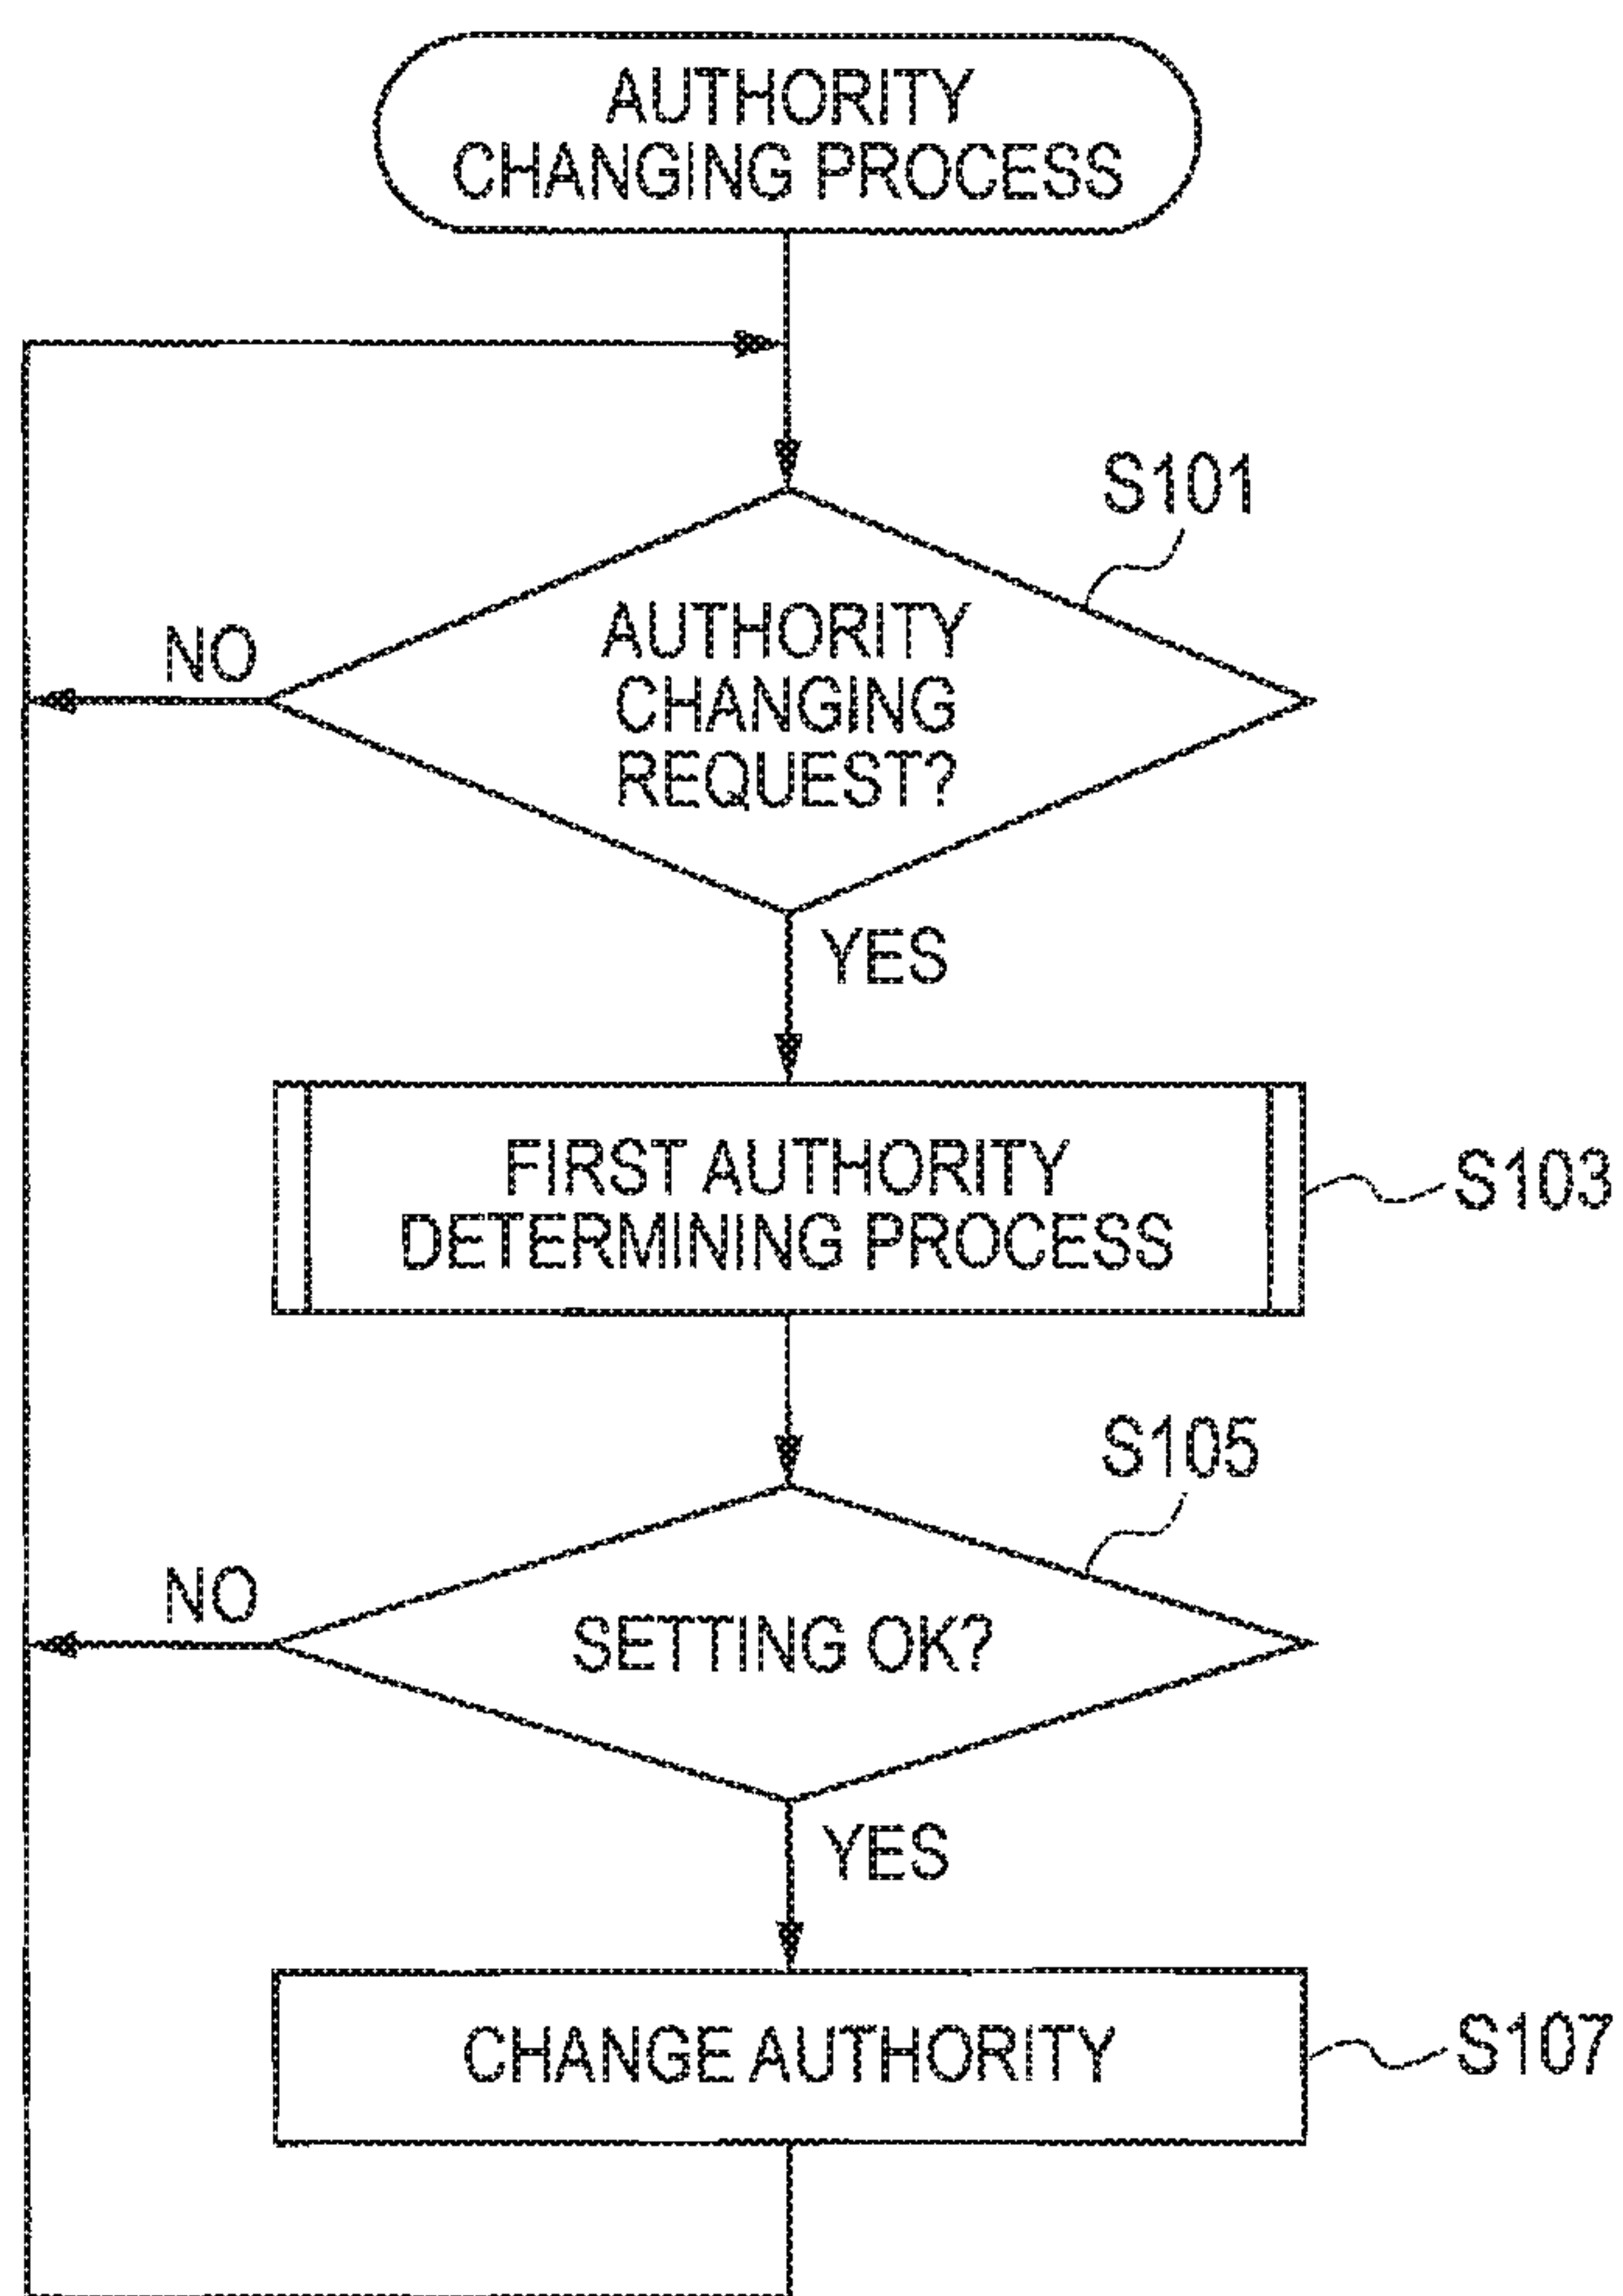 AUTHORITY
CHANGING PROCESS
S101
NO
AUTHORITY
CHANGING
REQUEST?
YES
FIRST AUTHORITY
DETERMINING PROCESS
S103
S105
NO
SETTING OK?
YES
CHANGE AUTHORITY
S107